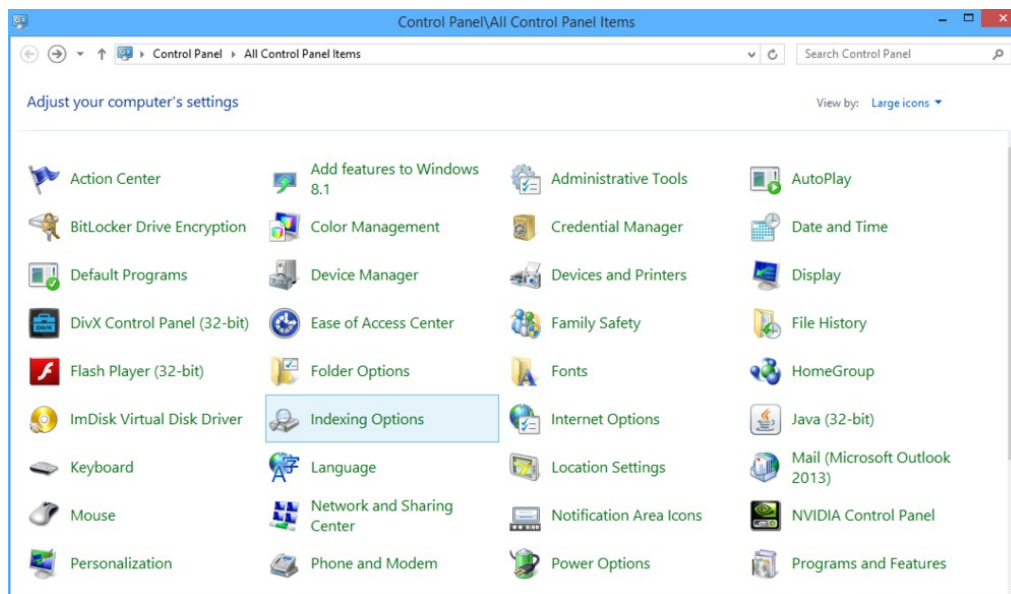 Control Panel\All Control Panel Items
Control Panel All Control Panel Items
Search Control Panel
Adjust your computer's settings
View by: Large icons
Action Center
Add features to Windows
8.1
Administrative Tools
AutoPlay
BitLocker Drive Encryption
Color Management
Credential Manager
Date and Time
Default Programs
Device Manager
Devices and Printers
Display
DivX Control Panel (32-bit)
Ease of Access Center
Family Safety
File History
Flash Player (32-bit)
Folder Options
Fonts
HomeGroup
ImDisk Virtual Disk Driver
Indexing Options
Internet Options
Java (32-bit)
Keyboard
Language
Location Settings
Mail (Microsoft Outlook
2013)
Mouse
Network and Sharing
Center
Notification Area Icons
NVIDIA Control Panel
Personalization
Phone and Modem
Power Options
Programs and Features